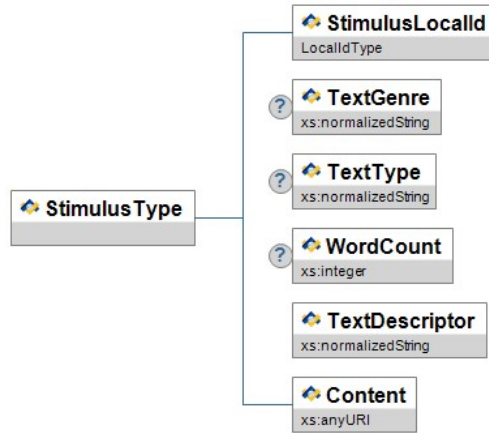 StimulusLocalId
LocalIdType
?
TextGenre
xs:normalizedString
?
TextType
xs:normalizedString
StimulusType
?
WordCount
xs:integer
TextDescriptor
xs:normalizedString
Content
xs:anyURI